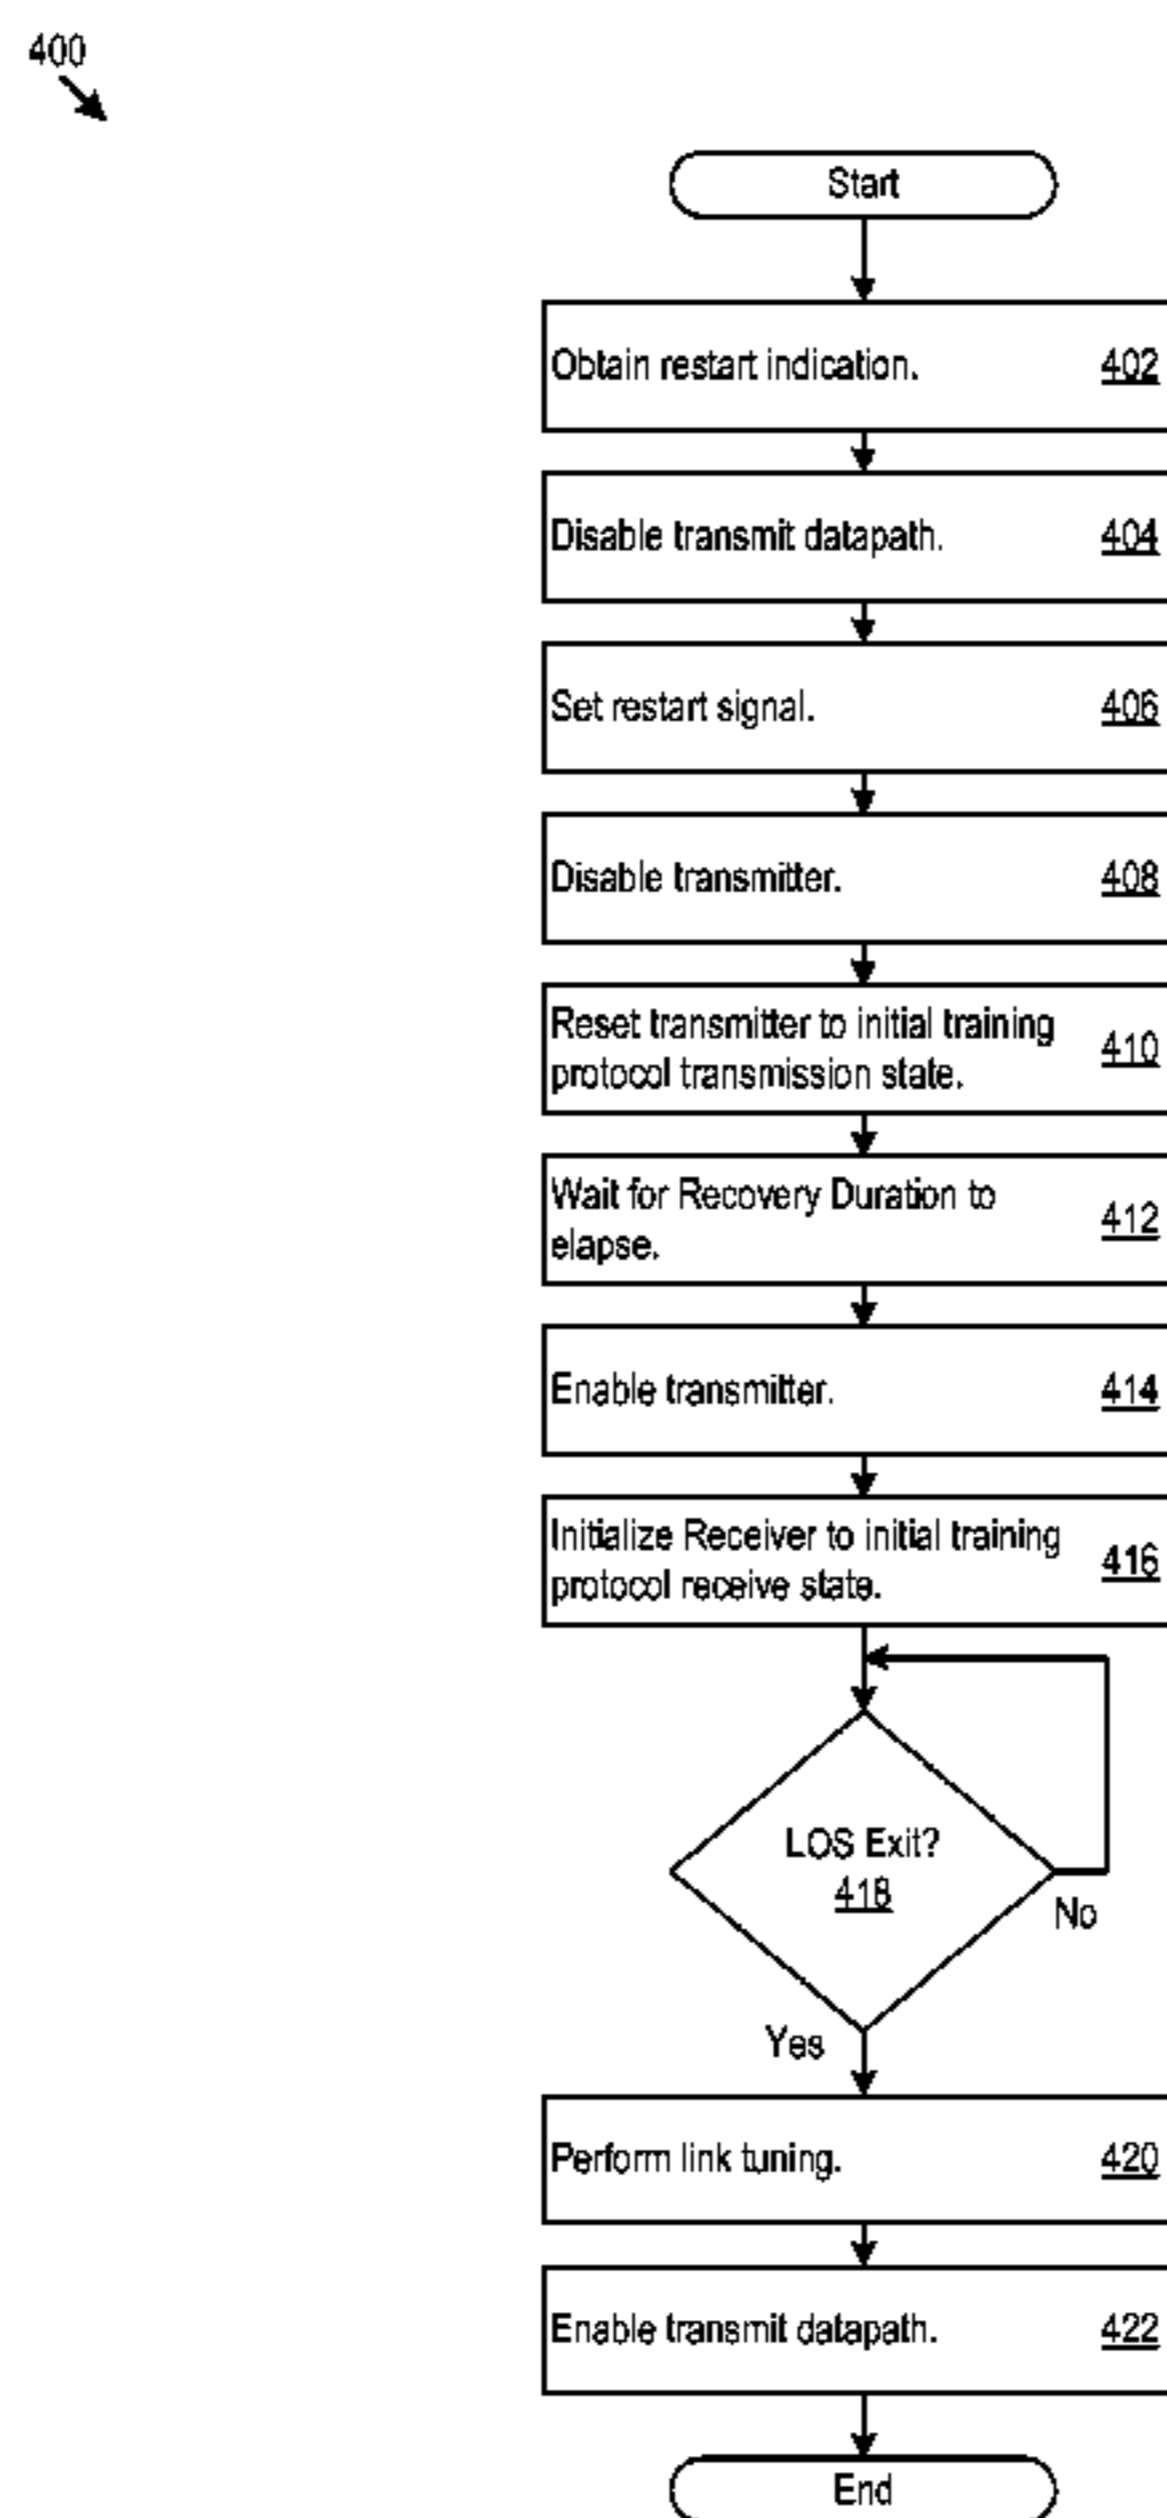 400
Start
Obtain restart indication. 402
Disable transmit datapath. 404
Set restart signal. 406
Disable transmitter. 408
Reset transmitter to initial training
protocol transmission state. 410
Wait for Recovery Duration to
elapse. 412
Enable transmitter. 414
Initialize Receiver to initial training
protocol receive state. 416
LOS Exit?
418
No
Yes
Perform link tuning. 420
Enable transmit datapath. 422
End